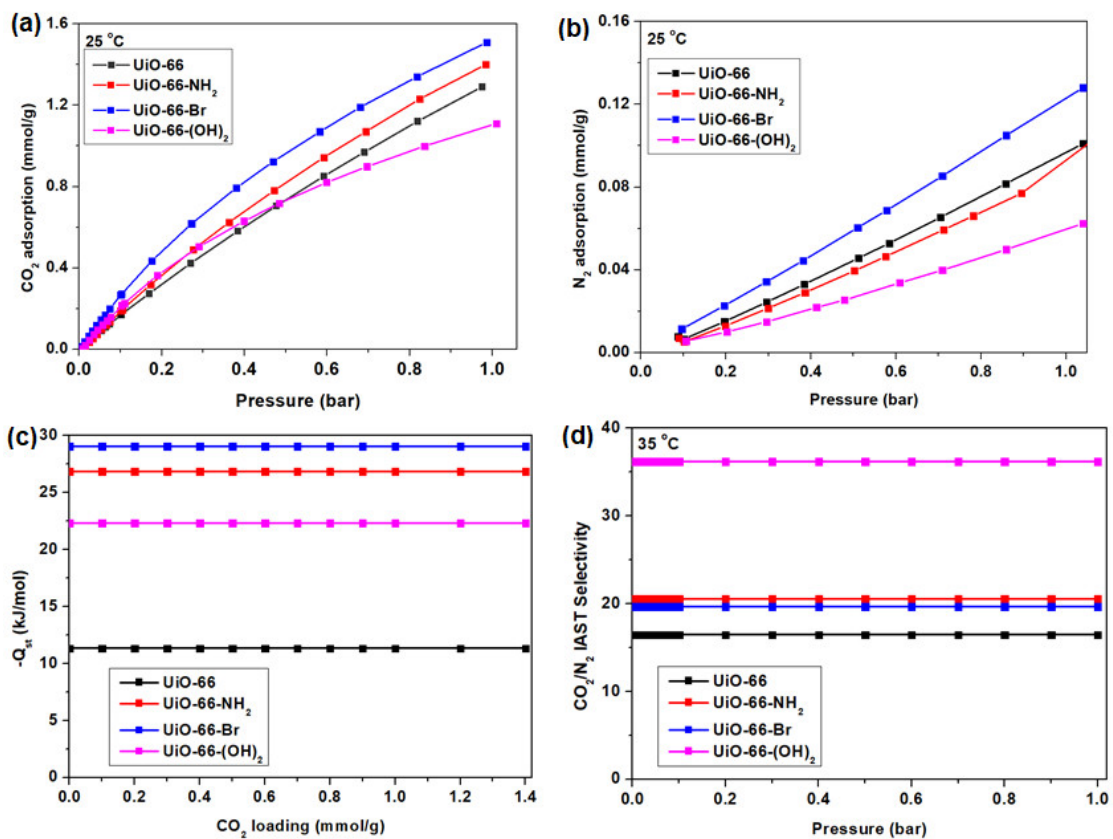 (a)
25 °C
UiO-66
UiO-66-NH2
UiO-66-Br
UiO-66-(OH)2
CO2 adsorption (mmol/g)
1.6
1.2
0.8
0.4
0.0
0.0 0.2 0.4 0.6 0.8 1.0
Pressure (bar)
(b)
25 °C
UiO-66
UiO-66-NH2
UiO-66-Br
UiO-66-(OH)2
N2 adsorption (mmol/g)
0.16
0.12
0.08
0.04
0.00
0.0 0.2 0.4 0.6 0.8 1.0
Pressure (bar)
(c)
-Qst (kJ/mol)
30
25
20
15
10
5
0
UiO-66
UiO-66-NH2
UiO-66-Br
UiO-66-(OH)2
0.0 0.2 0.4 0.6 0.8 1.0 1.2 1.4
CO2 loading (mmol/g)
(d)
35 °C
CO2/N2 IAST Selectivity
40
30
20
10
0
UiO-66
UiO-66-NH2
UiO-66-Br
UiO-66-(OH)2
0.0 0.2 0.4 0.6 0.8 1.0
Pressure (bar)